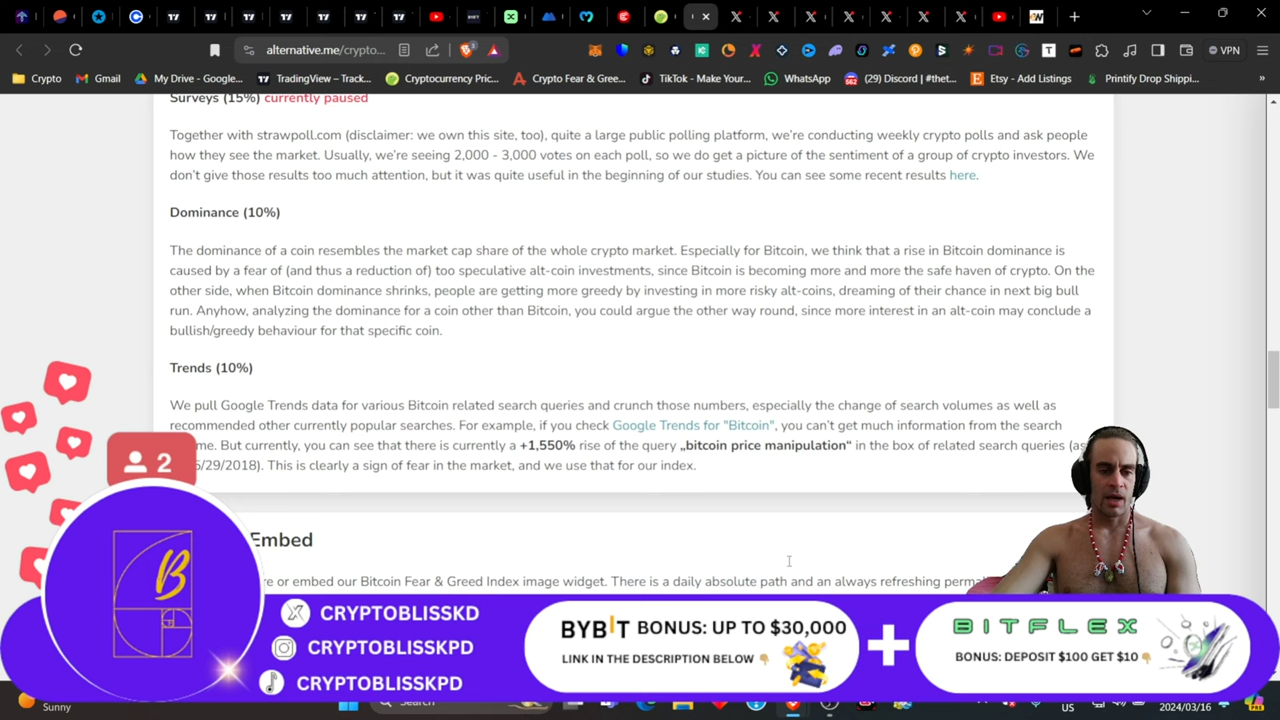 alternative.me/crypto...
VPN
Crypto
Gmail
My Drive - Google...
TradingView – Track...
Cryptocurrency Pric...
Crypto Fear & Gree...
TikTok - Make Your...
WhatsApp
(29) Discord | #thet...
Etsy - Add Listings
Printify Drop Shippi...
Surveys (15%) currently paused
Together with strawpoll.com (disclaimer: we own this site, too), quite a large public polling platform, we're conducting weekly crypto polls and ask people
how they see the market. Usually, we're seeing 2,000 - 3,000 votes on each poll, so we do get a picture of the sentiment of a group of crypto investors. We
don't give those results too much attention, but it was quite useful in the beginning of our studies. You can see some recent results here.
Dominance (10%)
The dominance of a coin resembles the market cap share of the whole crypto market. Especially for Bitcoin, we think that a rise in Bitcoin dominance is
caused by a fear of (and thus a reduction of) too speculative alt-coin investments, since Bitcoin is becoming more and more the safe haven of crypto. On the
other side, when Bitcoin dominance shrinks, people are getting more greedy by investing in more risky alt-coins, dreaming of their chance in next big bull
run. Anyhow, analyzing the dominance for a coin other than Bitcoin, you could argue the other way round, since more interest in an alt-coin may conclude a
bullish/greedy behaviour for that specific coin.
Trends (10%)
We pull Google Trends data for various Bitcoin related search queries and crunch those numbers, especially the change of search volumes as well as
recommended other currently popular searches. For example, if you check Google Trends for "Bitcoin", you can't get much information from the search
me. But currently, you can see that there is currently a +1,550% rise of the query „bitcoin price manipulation“ in the box of related search queries (as
5/29/2018). This is clearly a sign of fear in the market, and we use that for our index.
2
Embed
re or embed our Bitcoin Fear & Greed Index image widget. There is a daily absolute path and an always refreshing perma
B
CRYPTOBLISSKD
CRYPTOBLISSKPD
CRYPTOBLISSKPD
BYBIT BONUS: UP TO $30,000
LINK IN THE DESCRIPTION BELOW
+
BITFLEX
BONUS: DEPOSIT $100 GET $10
Sunny
Search
US
2024/03/16